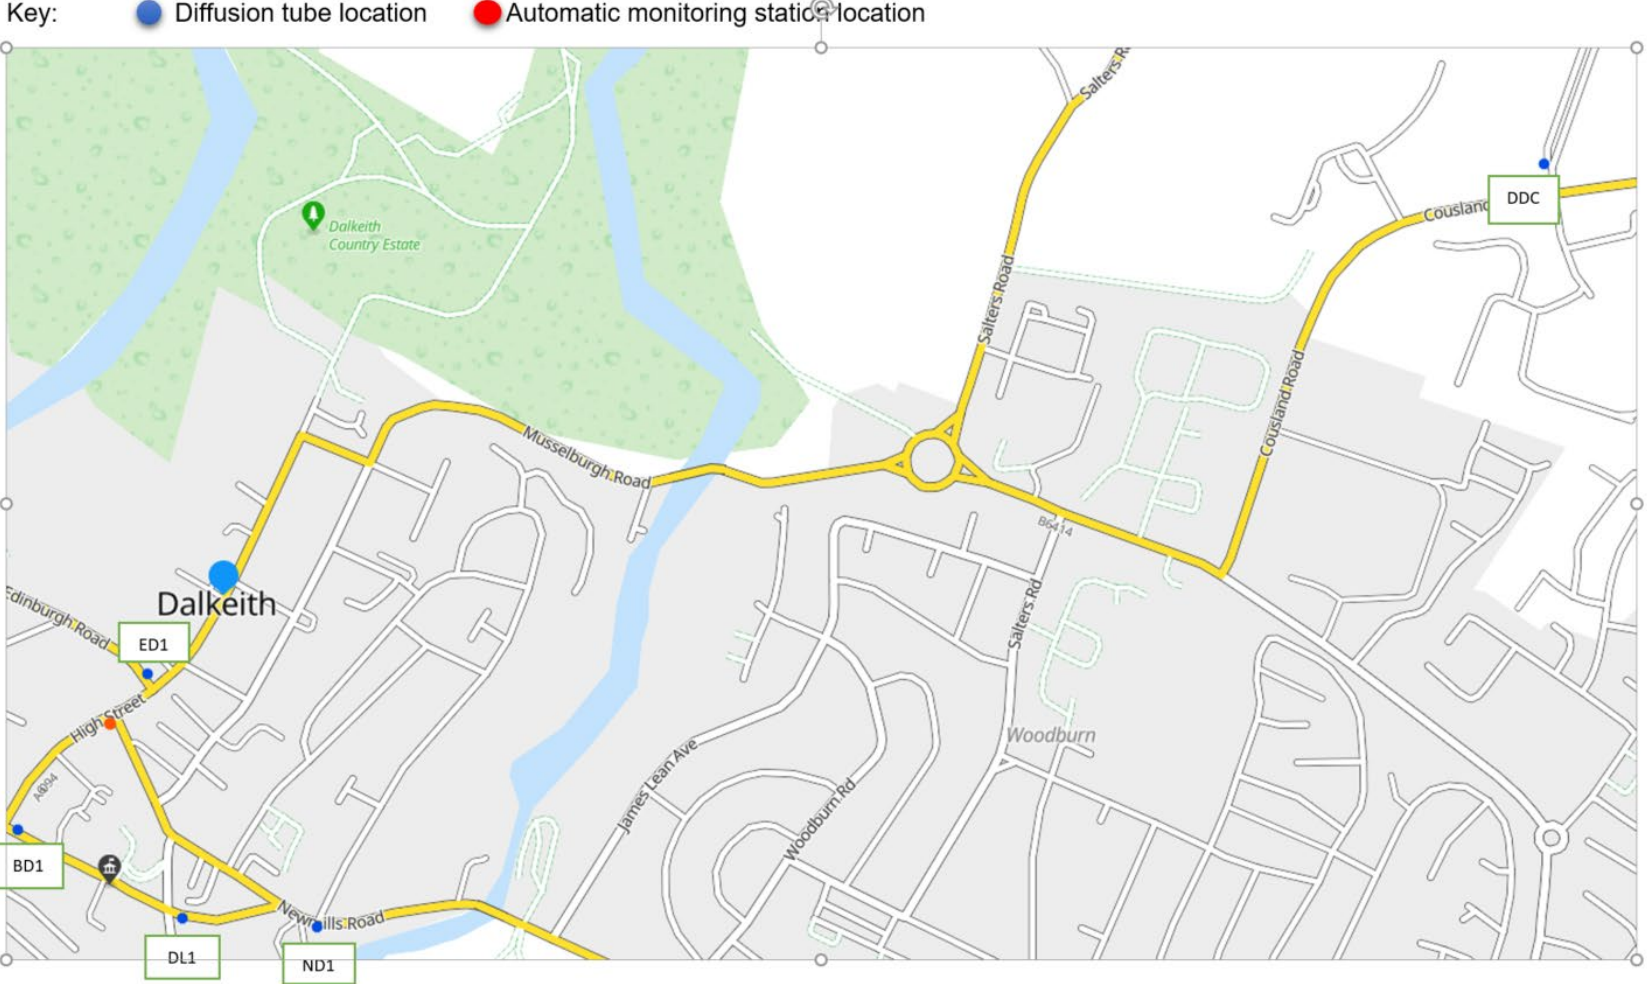 Key:
Diffusion tube location
Automatic monitoring station location
Salters R
DDC
Cousland
Dalkeith
Country Estate
Salters Road
Cousland Road
Musselburgh Road
B6414
Dalkeith
Edinburgh Road
Salters Rd
ED1
High Street
Woodburn
James Lean Ave
Woodburn Rd
A6094
BD1
Newmills Road
DL1
ND1